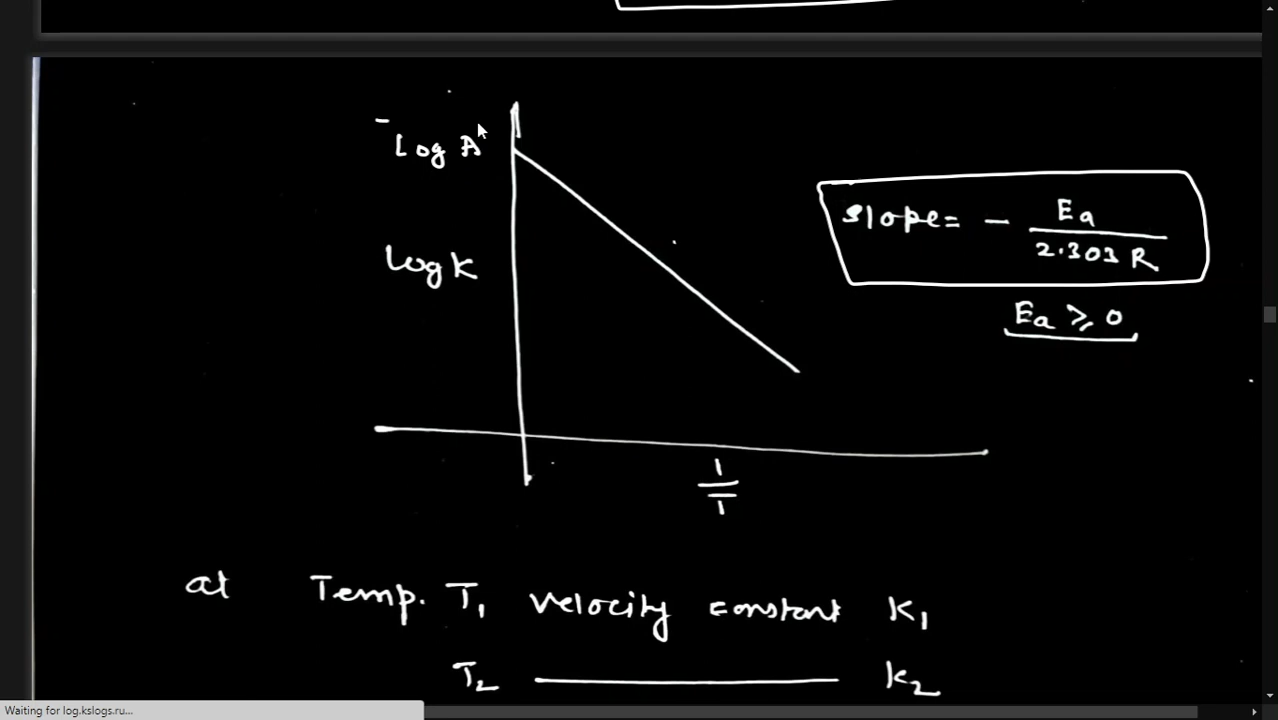 Log A
log K
slope = - Ea / 2.303 R
Ea ⩾ 0
1/T
at Temp. T1 velocity constant K1
T2 ——— K2
Waiting for log.kslogs.ru...